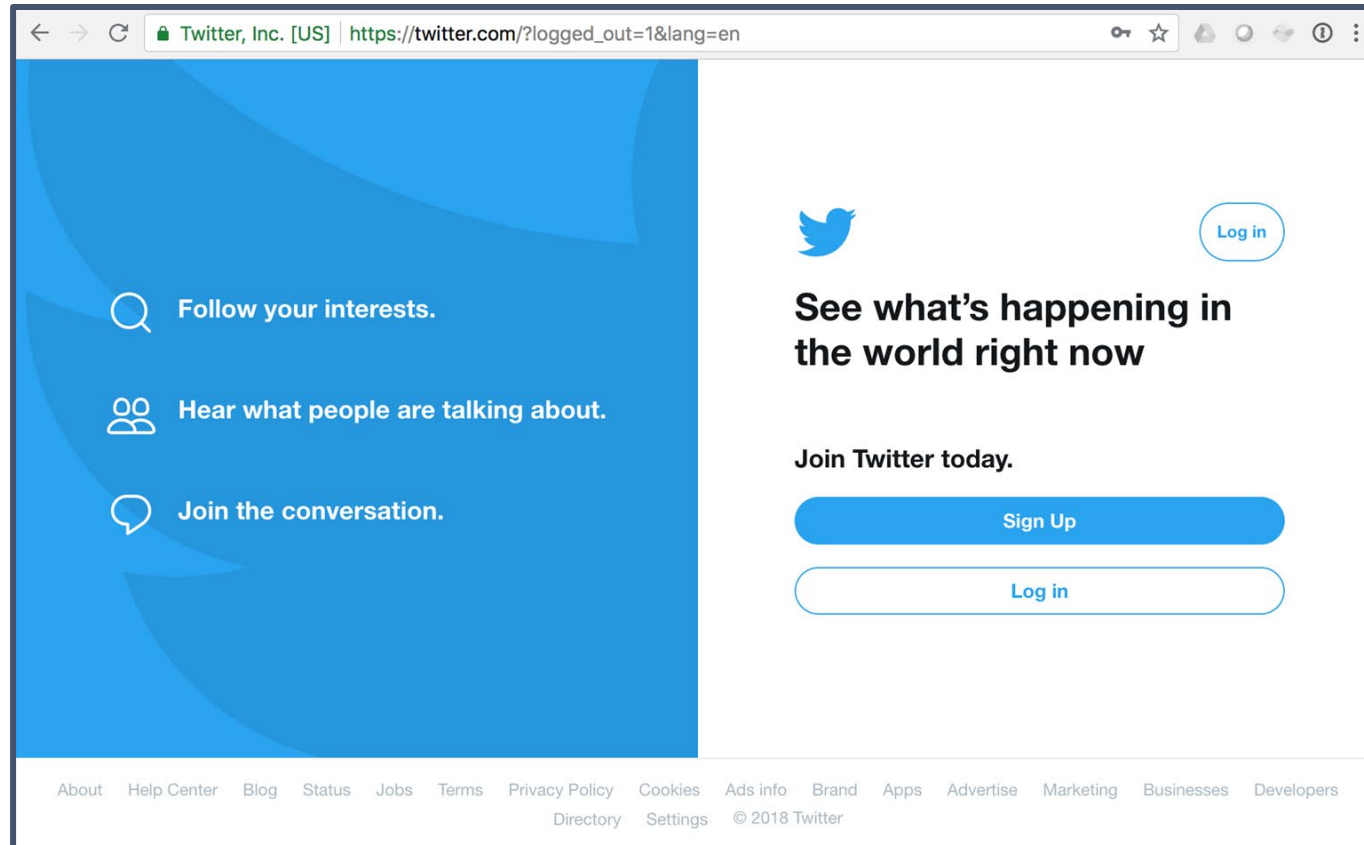 Twitter, Inc. [US] https://twitter.com/?logged_out=1&lang=en
Follow your interests.
Hear what people are talking about.
Join the conversation.
Log in
See what’s happening in
the world right now
Join Twitter today.
Sign Up
Log in
About Help Center Blog Status Jobs Terms Privacy Policy Cookies Ads info Brand Apps Advertise Marketing Businesses Developers
Directory Settings © 2018 Twitter